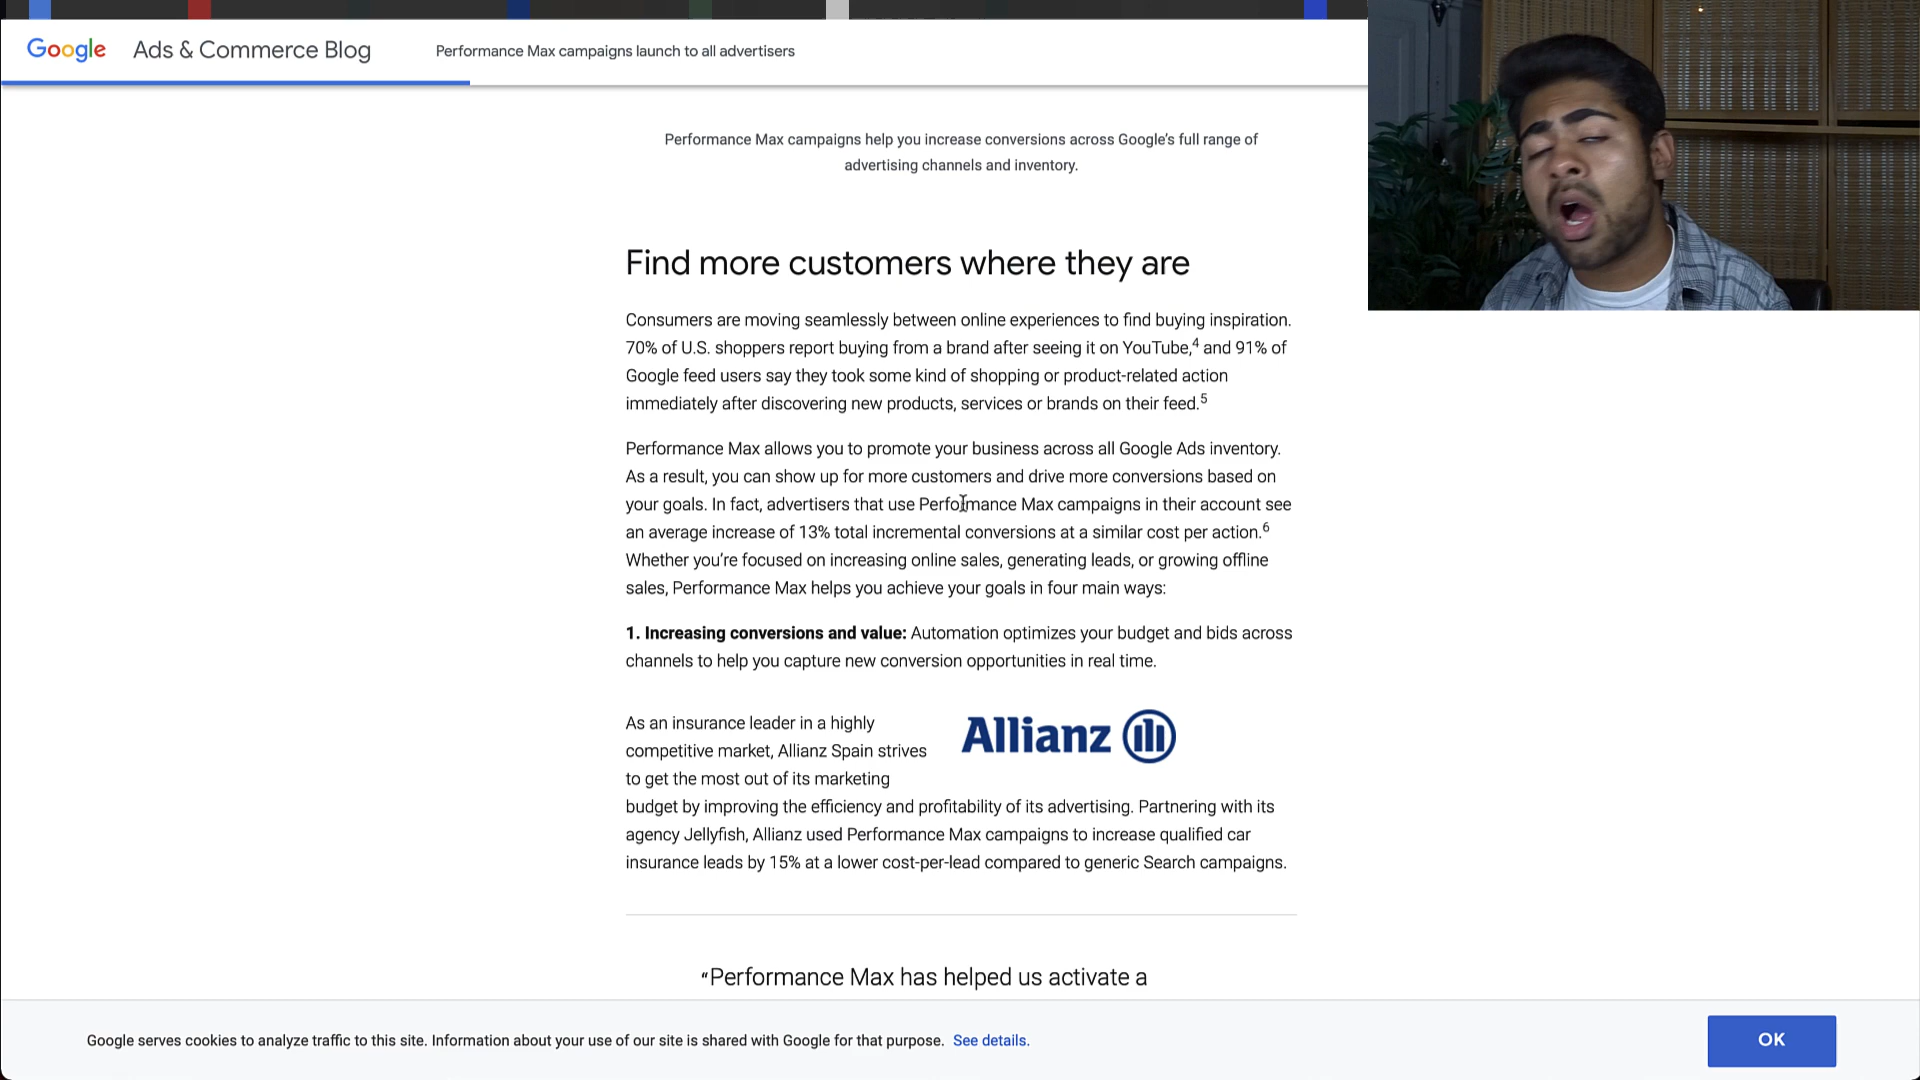 Google Ads & Commerce Blog Performance Max campaigns launch to all advertisers
Performance Max campaigns help you increase conversions across Google's full range of
advertising channels and inventory.
Find more customers where they are
Consumers are moving seamlessly between online experiences to find buying inspiration.
70% of U.S. shoppers report buying from a brand after seeing it on YouTube,⁴ and 91% of
Google feed users say they took some kind of shopping or product-related action
immediately after discovering new products, services or brands on their feed.⁵
Performance Max allows you to promote your business across all Google Ads inventory.
As a result, you can show up for more customers and drive more conversions based on
your goals. In fact, advertisers that use Performance Max campaigns in their account see
an average increase of 13% total incremental conversions at a similar cost per action.⁶
Whether you're focused on increasing online sales, generating leads, or growing offline
sales, Performance Max helps you achieve your goals in four main ways:
1. Increasing conversions and value: Automation optimizes your budget and bids across
channels to help you capture new conversion opportunities in real time.
As an insurance leader in a highly
competitive market, Allianz Spain strives
to get the most out of its marketing
Allianz
budget by improving the efficiency and profitability of its advertising. Partnering with its
agency Jellyfish, Allianz used Performance Max campaigns to increase qualified car
insurance leads by 15% at a lower cost-per-lead compared to generic Search campaigns.
“Performance Max has helped us activate a
Google serves cookies to analyze traffic to this site. Information about your use of our site is shared with Google for that purpose. See details.
OK